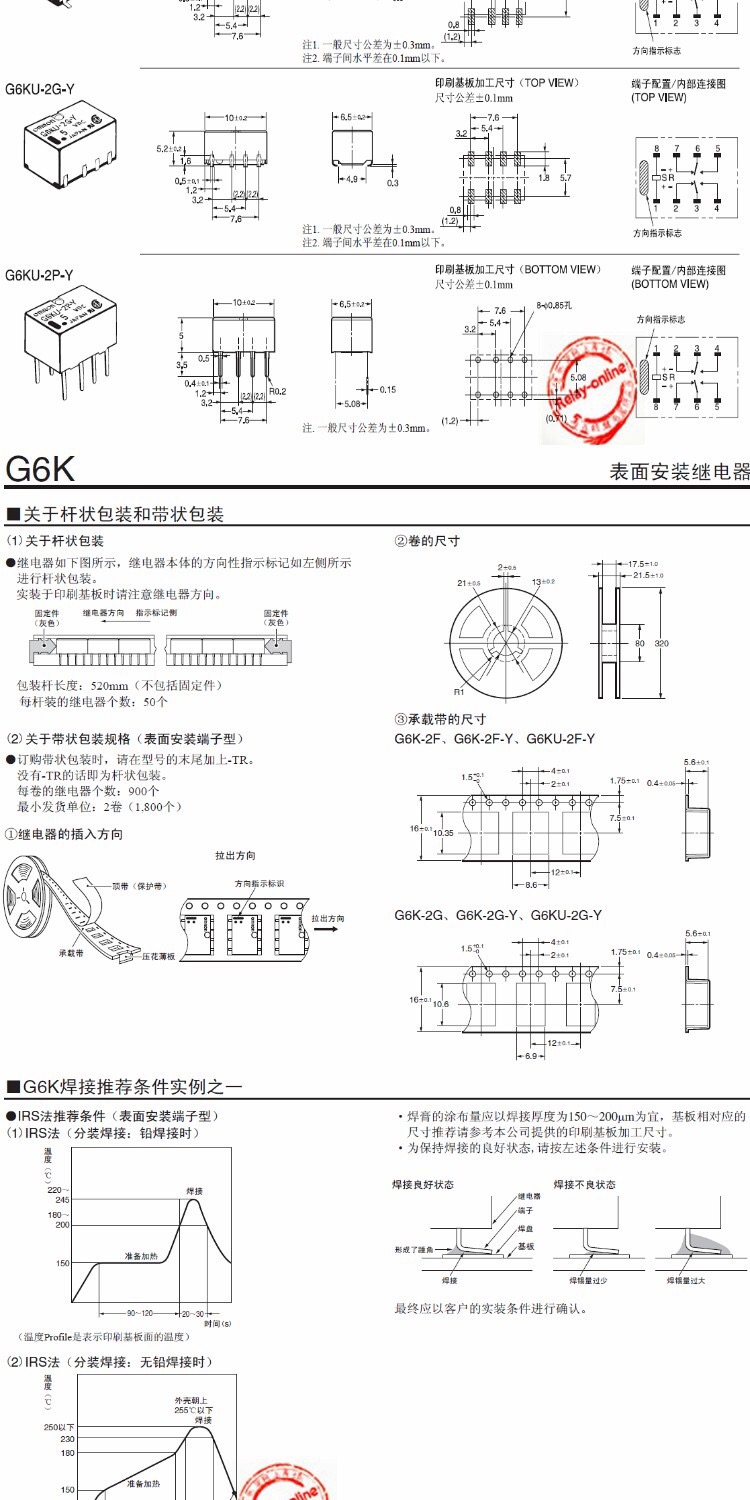 1.2
(2.2)
(2.2)
3.2
5.4
7.6
注1. 一般尺寸公差为±0.3mm。
注2. 端子间水平差在0.1mm以下。
0.8
(1.2)
1 2 3 4
方向指示标志
G6KU-2G-Y
omron
G6KU-2G-Y
5 VDC
JAPAN
10±0.2
5.2±0.2
1.6
0.5±0.1
1.2
3.2
(2.2)
(2.2)
5.4
7.6
6.5±0.2
4.9
0.3
注1. 一般尺寸公差为±0.3mm。
注2. 端子间水平差在0.1mm以下。
印刷基板加工尺寸（TOP VIEW）
尺寸公差±0.1mm
7.6
5.4
3.2
1.8
5.7
0.8
(1.2)
端子配置/内部连接图
(TOP VIEW)
8 7 6 5
S R
1 2 3 4
方向指示标志
G6KU-2P-Y
omron
G6KU-2P-Y
5 VDC
JAPAN
10±0.2
5
3.5
0.5
0.4±0.1
1.2
3.2
(2.2)
(2.2)
R0.2
5.4
7.6
6.5±0.2
0.15
5.08
注. 一般尺寸公差为±0.3mm。
印刷基板加工尺寸（BOTTOM VIEW）
尺寸公差±0.1mm
7.6
8-ϕ0.85孔
5.4
3.2
5.08
(1.2)
(0.71)
Relay-online
端子配置/内部连接图
(BOTTOM VIEW)
方向指示标志
1 2 3 4
S R
8 7 6 5
G6K
表面安装继电器
■关于杆状包装和带状包装
(1)关于杆状包装
●继电器如下图所示，继电器本体的方向性指示标记如左侧所示
进行杆状包装。
实装于印刷基板时请注意继电器方向。
固定件
（灰色）
继电器方向 指示标记侧
固定件
（灰色）
包装杆长度：520mm（不包括固定件）
每杆装的继电器个数：50个
(2)关于带状包装规格（表面安装端子型）
●订购带状包装时，请在型号的末尾加上-TR。
没有-TR的话即为杆状包装。
每卷的继电器个数：900个
最小发货单位：2卷（1,800个）
①继电器的插入方向
拉出方向
顶带（保护带）
方向指示标识
拉出方向
承载带
压花薄板
②卷的尺寸
2±0.5
21±0.5
13±0.2
R1
17.5±1.0
21.5±1.0
80
320
③承载带的尺寸
G6K-2F、G6K-2F-Y、G6KU-2F-Y
4±0.1
2±0.1
1.5+0.1 0
1.75±0.1
7.5±0.1
16±0.1
10.35
12±0.1
8.6
5.6±0.1
0.4±0.05
G6K-2G、G6K-2G-Y、G6KU-2G-Y
4±0.1
2±0.1
1.5+0.1 0
1.75±0.1
7.5±0.1
16±0.1
10.6
12±0.1
6.9
5.6±0.1
0.4±0.05
■G6K焊接推荐条件实例之一
●IRS法推荐条件（表面安装端子型）
(1)IRS法（分装焊接：铅焊接时）
温度（℃）
220～
245
180～
200
150
焊接
准备加热
90～120
20～30
时间(s)
（温度Profile是表示印刷基板面的温度）
(2)IRS法（分装焊接：无铅焊接时）
温度（℃）
外壳朝上
255℃以下
焊接
250以下
230
180
150
准备加热
・焊膏的涂布量应以焊接厚度为150～200μm为宜，基板相对应的
尺寸推荐请参考本公司提供的印刷基板加工尺寸。
・为保持焊接的良好状态,请按左述条件进行安装。
焊接良好状态
焊接不良状态
继电器
端子
焊盘
基板
形成了踵角
焊接
焊锡量过少
焊锡量过大
最终应以客户的实装条件进行确认。